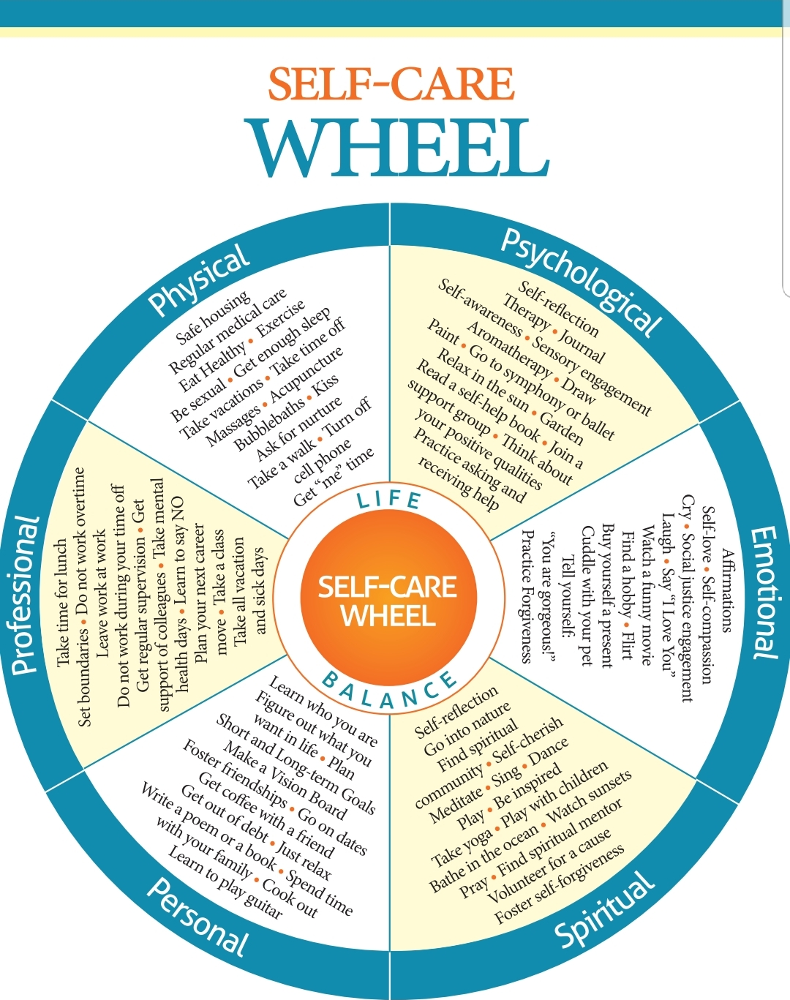 SELF-CARE
WHEEL
Physical
Safe housing
Regular medical care
Eat Healthy • Exercise
Be sexual • Get enough sleep
Take vacations • Take time off
Massages • Acupuncture
Bubblebaths • Kiss
Ask for nurture
Take a walk • Turn off
cell phone
Get "me" time
Psychological
Self-reflection
Therapy • Journal
Self-awareness • Sensory engagement
Aromatherapy • Draw
Paint • Go to symphony or ballet
Relax in the sun • Garden
Read a self-help book • Join a
support group • Think about
your positive qualities
Practice asking and
receiving help
Emotional
Affirmations
Self-love • Self-compassion
Cry • Social justice engagement
Laugh • Say "I Love You"
Watch a funny movie
Find a hobby • Flirt
Buy yourself a present
Cuddle with your pet
Tell yourself:
"You are gorgeous!"
Practice Forgiveness
Spiritual
Self-reflection
Go into nature
Find spiritual
community • Self-cherish
Meditate • Sing • Dance
Play • Be inspired
Take yoga • Play with children
Bathe in the ocean • Watch sunsets
Pray • Find spiritual mentor
Volunteer for a cause
Foster self-forgiveness
Personal
Learn who you are
Figure out what you
want in life • Plan
Short and Long-term Goals
Make a Vision Board
Foster friendships • Go on dates
Get coffee with a friend
Get out of debt • Just relax
Write a poem or a book • Spend time
with your family • Cook out
Learn to play guitar
Professional
Take time for lunch
Set boundaries • Do not work overtime
Leave work at work
Do not work during your time off
Get regular supervision • Get
support of colleagues • Take mental
health days • Learn to say NO
Plan your next career
move • Take a class
Take all vacation
and sick days
LIFE
SELF-CARE
WHEEL
BALANCE